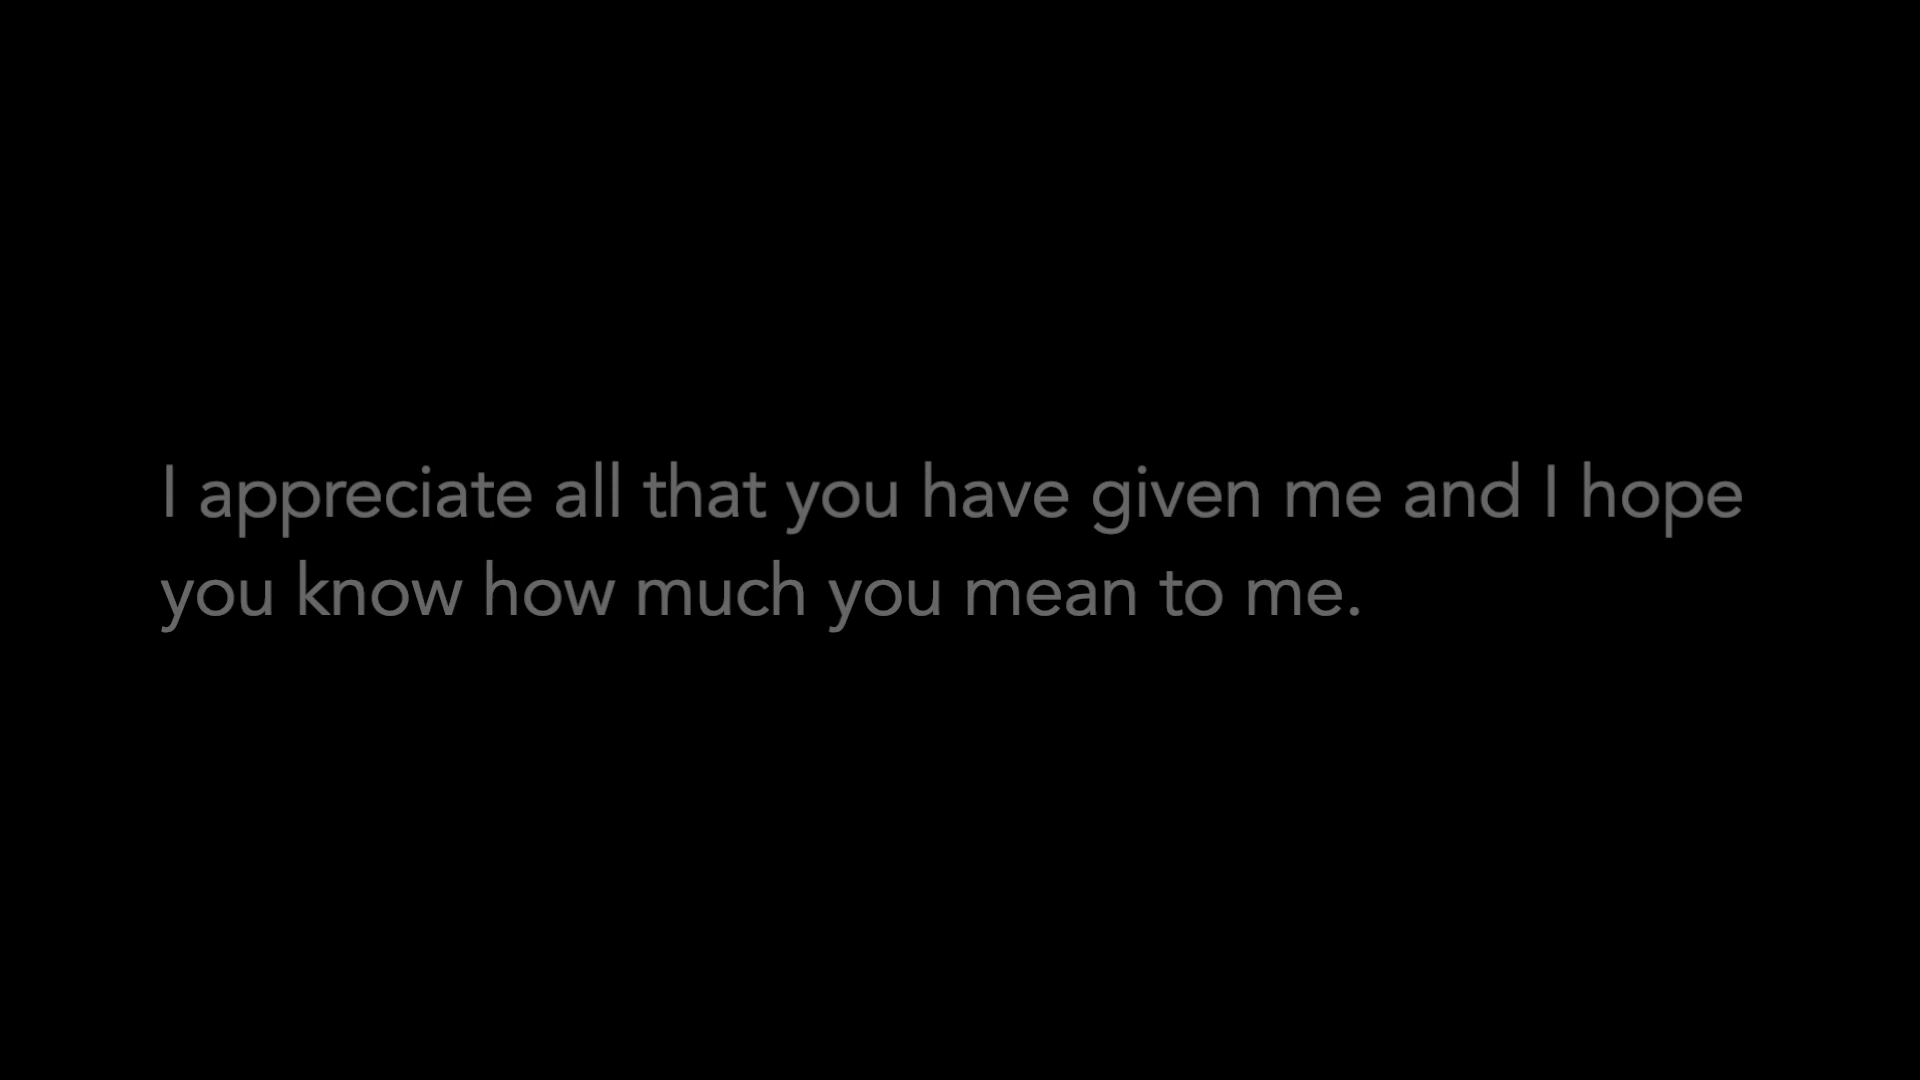 I appreciate all that you have given me and I hope
you know how much you mean to me.